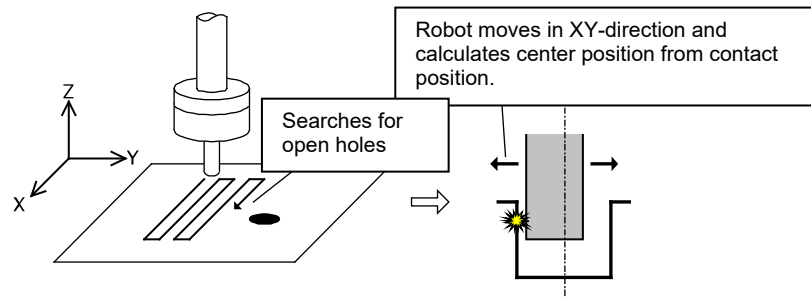 Robot moves in XY-direction and
calculates center position from contact
position.
Z
Searches for
open holes
Y
X